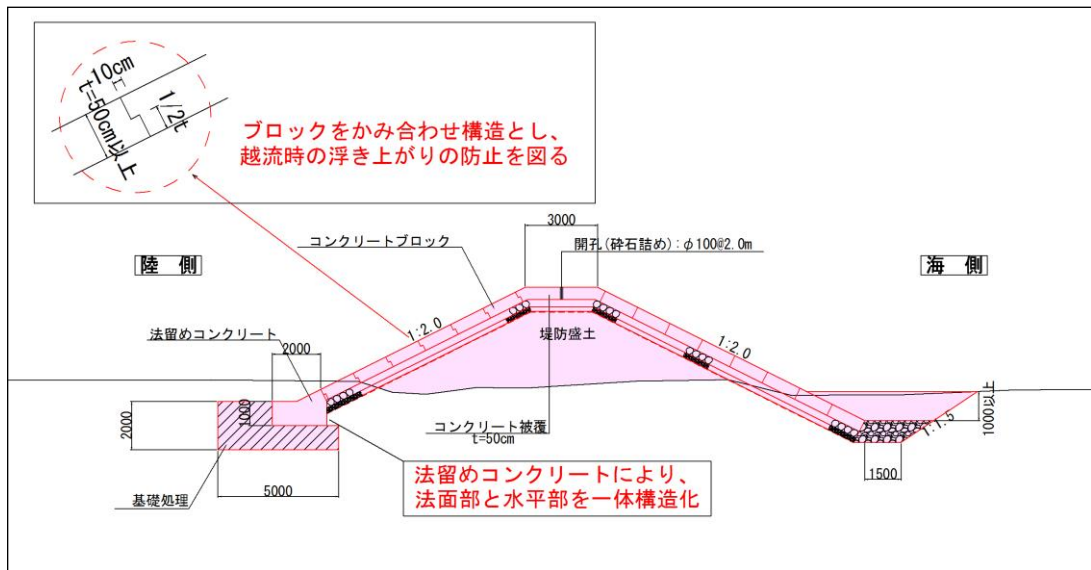 10cm
t=50cm以上
1/2t
ブロックをかみ合わせ構造とし、
越流時の浮き上がりの防止を図る
3000
コンクリートブロック
開孔(砕石詰め):φ100@2.0m
陸 側
海 側
1:2.0
1:2.0
法留めコンクリート
堤防盛土
2000
2000
1000
コンクリート被覆
t=50cm
1000以上
1:1.5
1500
法留めコンクリートにより、
法面部と水平部を一体構造化
基礎処理
5000